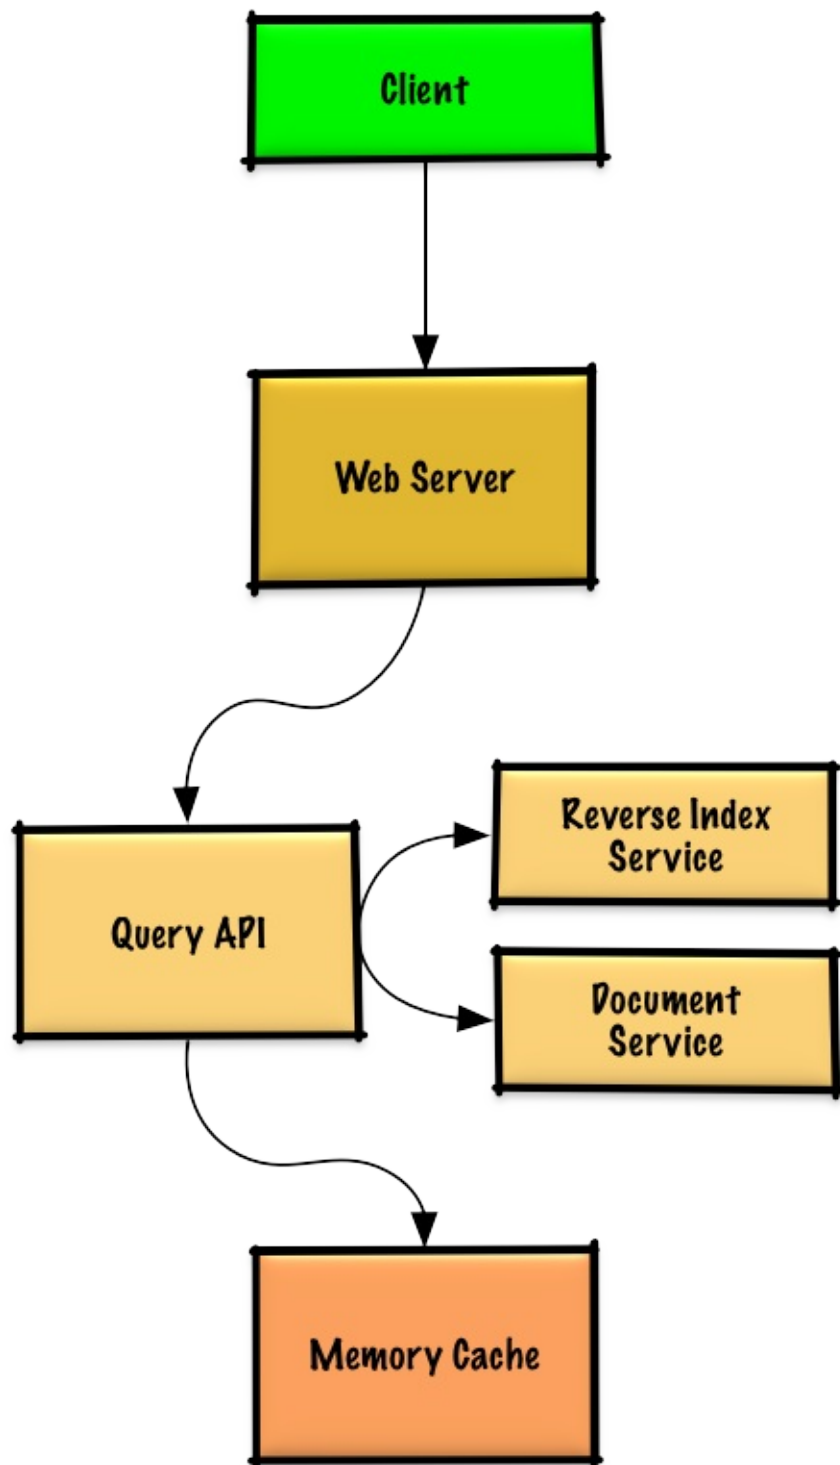 Client
Web Server
Reverse Index
Service
Query API
Document
Service
Memory Cache